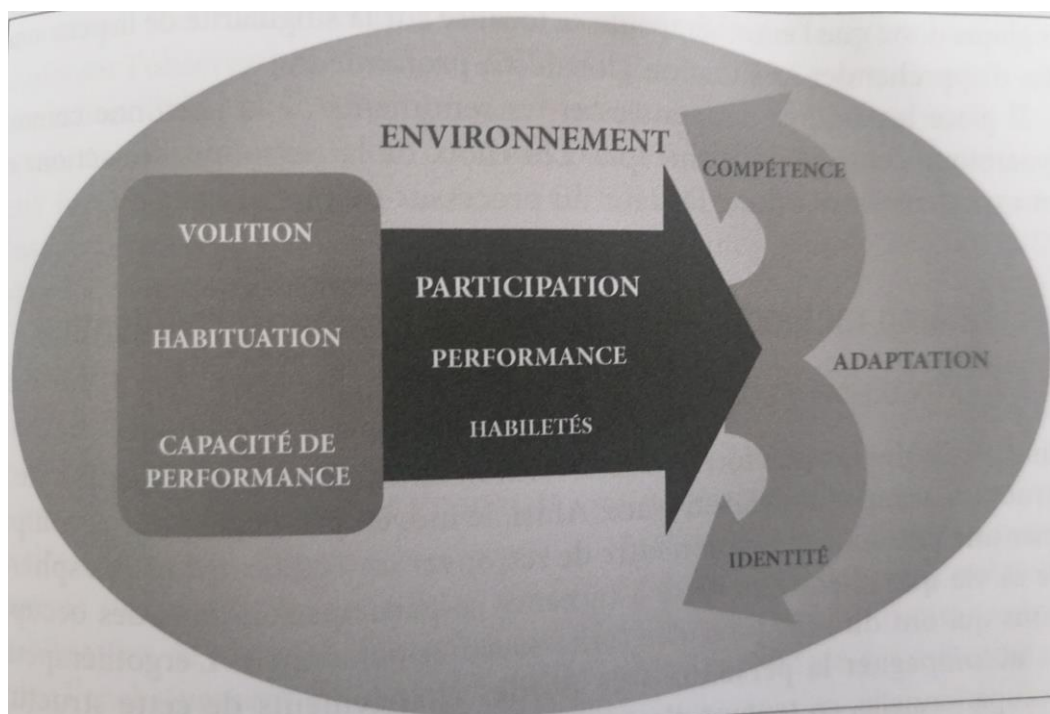 ENVIRONNEMENT
COMPÉTENCE
VOLITION
HABITUATION
CAPACITÉ DE
PERFORMANCE
PARTICIPATION
PERFORMANCE
HABILETÉS
ADAPTATION
IDENTITÉ